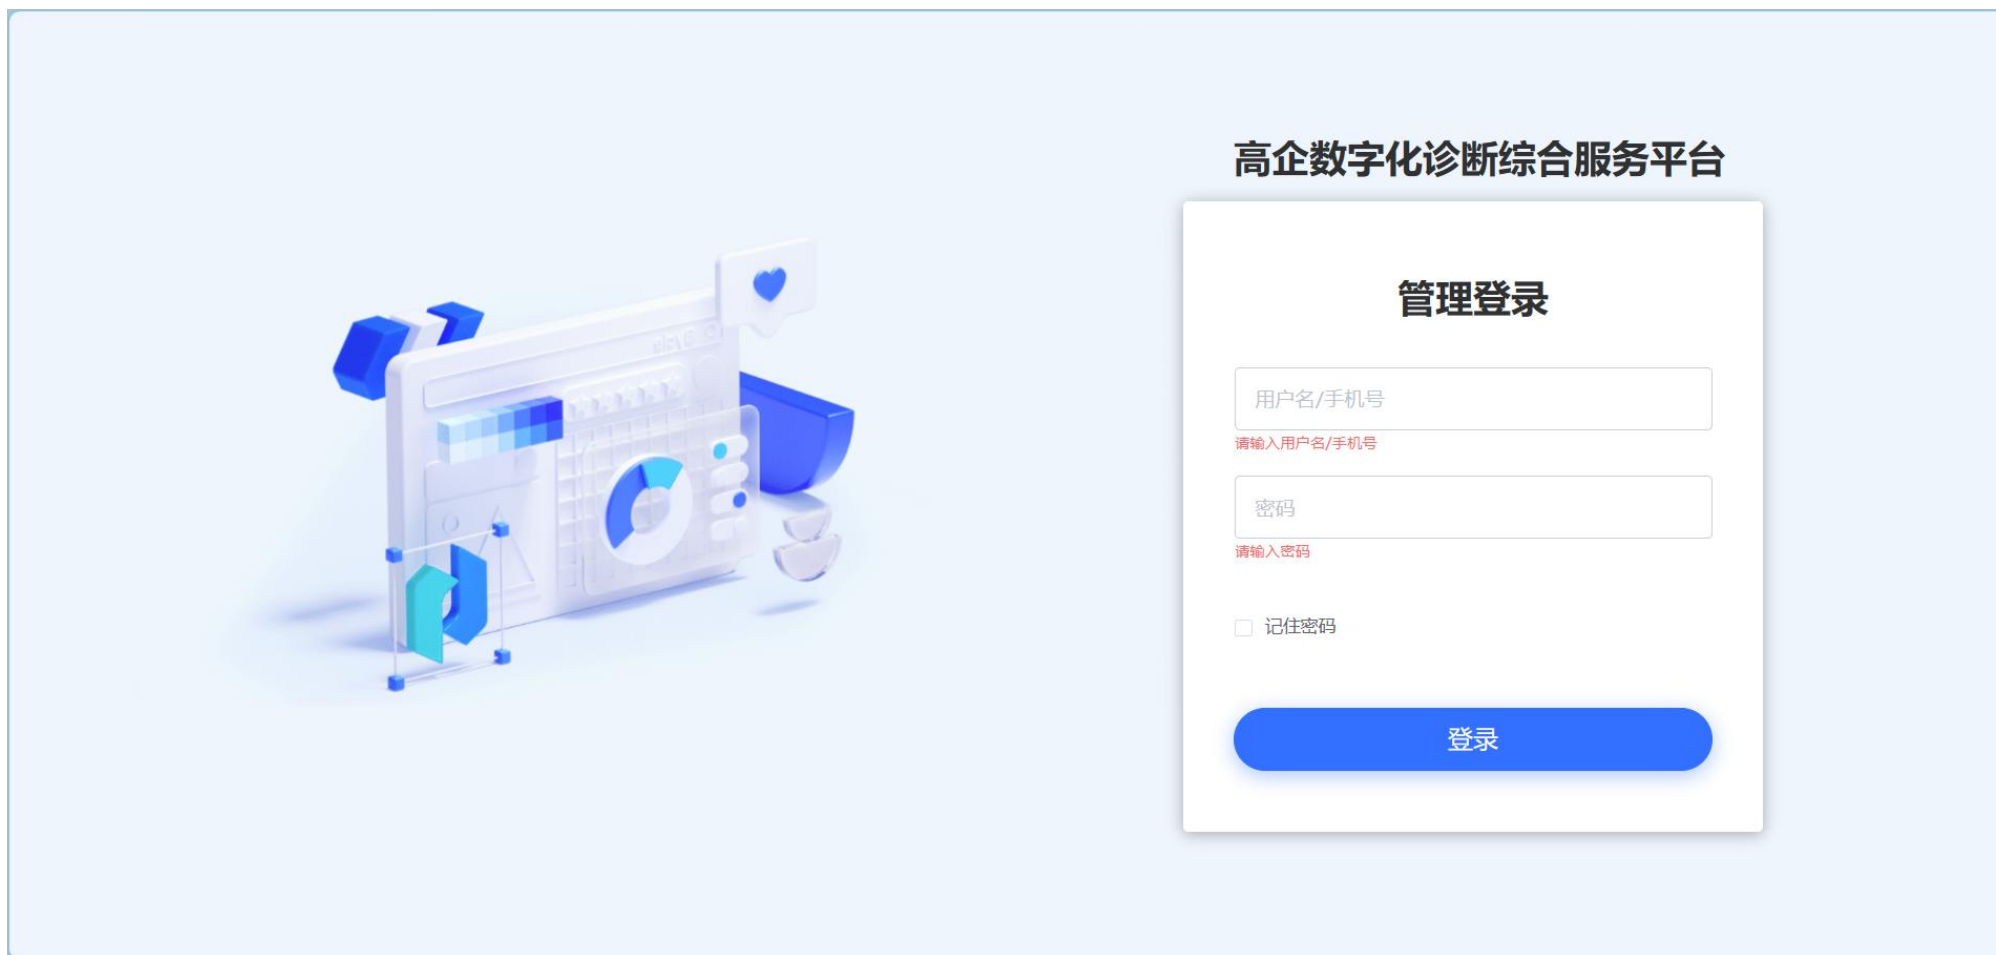 高企数字化诊断综合服务平台
管理登录
用户名/手机号
请输入用户名/手机号
密码
请输入密码
记住密码
登录